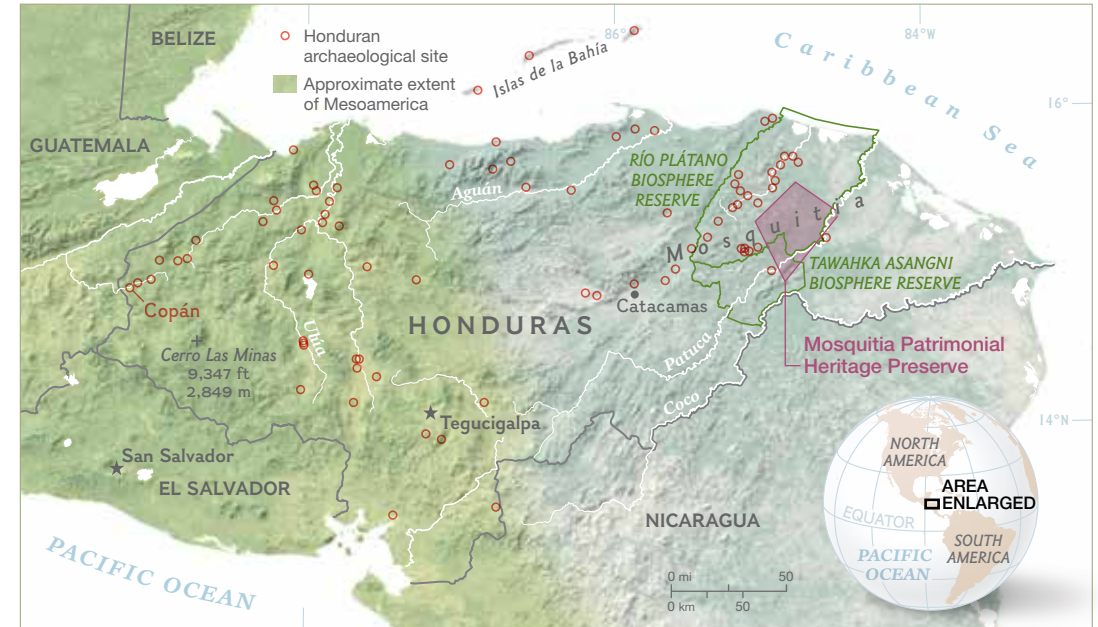 BELIZE
Honduran
archaeological site
Approximate extent
of Mesoamerica
86°
84°W
Islas de la Bahía
Caribbean Sea
16°
GUATEMALA
RÍO PLÁTANO
BIOSPHERE
RESERVE
Aguán
Mosquitia
TAWAHKA ASANGNI
BIOSPHERE RESERVE
Copán
Catacamas
HONDURAS
Ulúa
Cerro Las Minas
9,347 ft
2,849 m
Patuca
Mosquitia Patrimonial
Heritage Preserve
Coco
Tegucigalpa
14°N
San Salvador
EL SALVADOR
NICARAGUA
PACIFIC OCEAN
0 mi 50
0 km 50
NORTH
AMERICA
AREA
ENLARGED
EQUATOR
SOUTH
AMERICA
PACIFIC
OCEAN